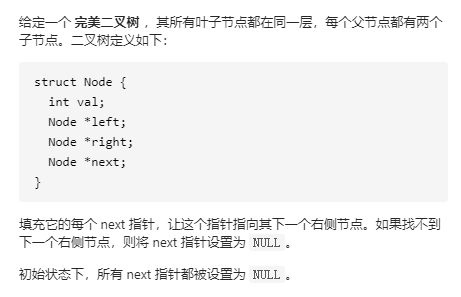 给定一个 完美二叉树 ，其所有叶子节点都在同一层，每个父节点都有两个
子节点。二叉树定义如下：
struct Node {
  int val;
  Node *left;
  Node *right;
  Node *next;
}
填充它的每个 next 指针，让这个指针指向其下一个右侧节点。如果找不到
下一个右侧节点，则将 next 指针设置为 NULL 。
初始状态下，所有 next 指针都被设置为 NULL 。